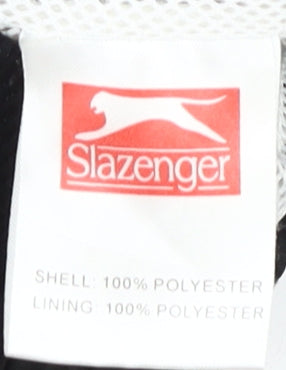 Slazenger
SHELL: 100% POLYESTER
LINING: 100% POLYESTER